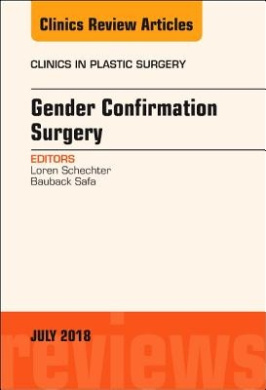 Clinics Review Articles
CLINICS IN PLASTIC SURGERY
Gender Confirmation
Surgery
EDITORS
Loren Schechter
Bauback Safa
JULY 2018
reviews